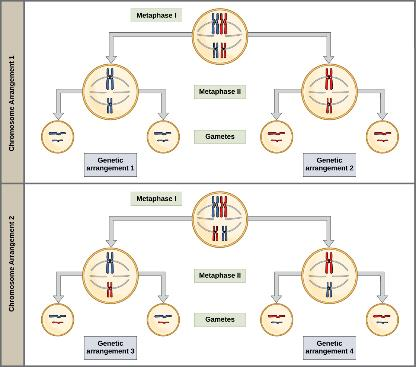 Chromosome Arrangement 1
Metaphase I
Metaphase II
Gametes
Genetic
arrangement 1
Genetic
arrangement 2
Chromosome Arrangement 2
Metaphase I
Metaphase II
Gametes
Genetic
arrangement 3
Genetic
arrangement 4